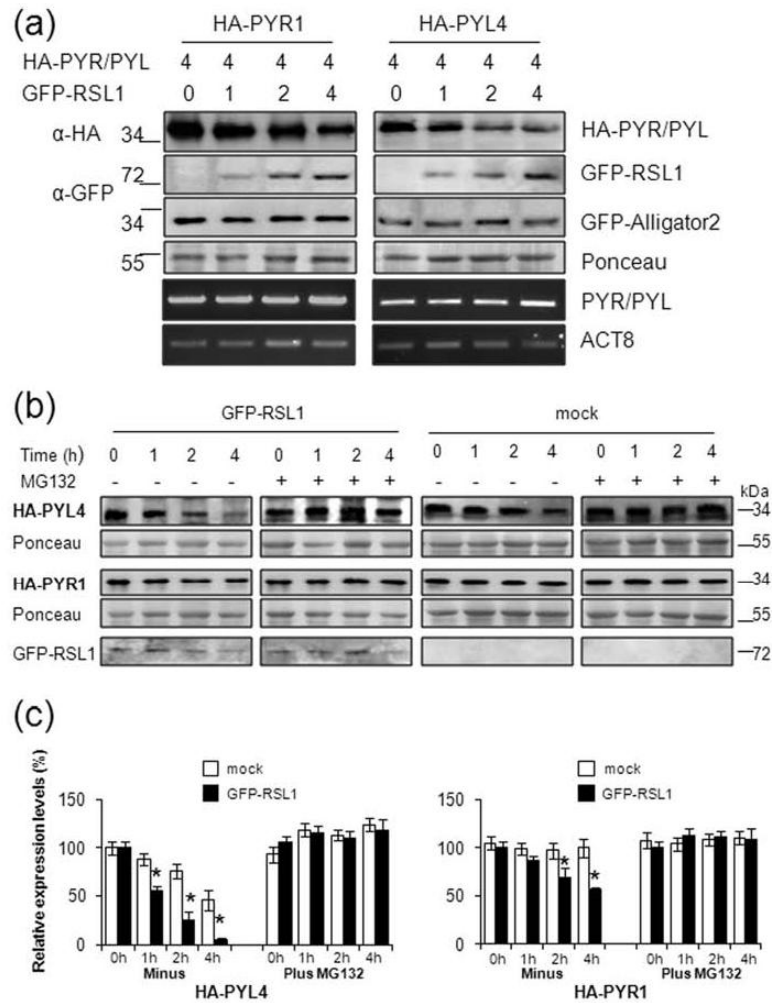 (a)
HA-PYR1 HA-PYL4
HA-PYR/PYL 4 4 4 4 4 4 4 4
GFP-RSL1 0 1 2 4 0 1 2 4
α-HA 34 HA-PYR/PYL
α-GFP 72 GFP-RSL1
34 GFP-Alligator2
55 Ponceau
PYR/PYL
ACT8
(b)
GFP-RSL1 mock
Time (h) 0 1 2 4 0 1 2 4 0 1 2 4 0 1 2 4
MG132 - - - - + + + + - - - - + + + +
kDa
HA-PYL4 34
Ponceau 55
HA-PYR1 34
Ponceau 55
GFP-RSL1 72
(c)
mock mock
GFP-RSL1 GFP-RSL1
Relative expression levels (%)
150 150
100 100
50 50
0 0
* * * * *
0h 1h 2h 4h 0h 1h 2h 4h 0h 1h 2h 4h 0h 1h 2h 4h
Minus Plus MG132 Minus Plus MG132
HA-PYL4 HA-PYR1